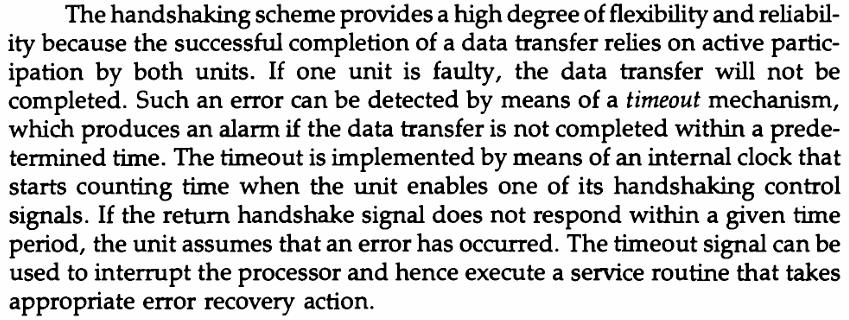 The handshaking scheme provides a high degree of flexibility and reliabil-
ity because the successful completion of a data transfer relies on active partic-
ipation by both units. If one unit is faulty, the data transfer will not be
completed. Such an error can be detected by means of a timeout mechanism,
which produces an alarm if the data transfer is not completed within a prede-
termined time. The timeout is implemented by means of an internal clock that
starts counting time when the unit enables one of its handshaking control
signals. If the return handshake signal does not respond within a given time
period, the unit assumes that an error has occurred. The timeout signal can be
used to interrupt the processor and hence execute a service routine that takes
appropriate error recovery action.